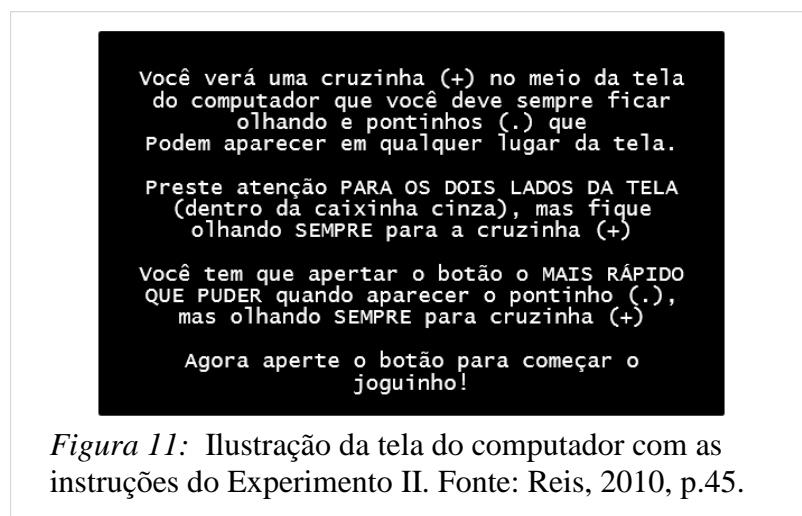 Você verá uma cruzinha (+) no meio da tela
do computador que você deve sempre ficar
olhando e pontinhos (.) que
Podem aparecer em qualquer lugar da tela.
Preste atenção PARA OS DOIS LADOS DA TELA
(dentro da caixinha cinza), mas fique
olhando SEMPRE para a cruzinha (+)
Você tem que apertar o botão o MAIS RÁPIDO
QUE PUDER quando aparecer o pontinho (.),
mas olhando SEMPRE para cruzinha (+)
Agora aperte o botão para começar o
joguinho!
Figura 11: Ilustração da tela do computador com as
instruções do Experimento II. Fonte: Reis, 2010, p.45.